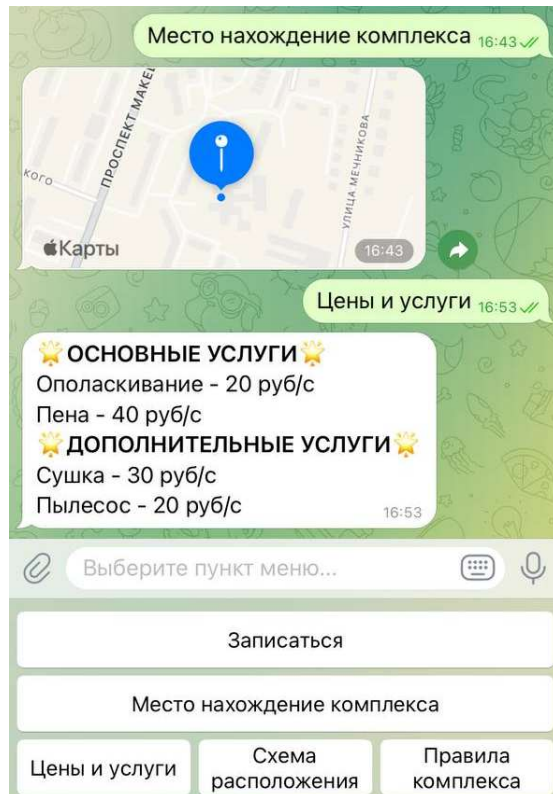 Место нахождение комплекса 16:43
ПРОСПЕКТ МАКЕ
кого
УЛИЦА МЕЧНИКОВА
Карты
16:43
Цены и услуги 16:53
ОСНОВНЫЕ УСЛУГИ
Ополаскивание - 20 руб/с
Пена - 40 руб/с
ДОПОЛНИТЕЛЬНЫЕ УСЛУГИ
Сушка - 30 руб/с
Пылесос - 20 руб/с
16:53
Выберите пункт меню...
Записаться
Место нахождение комплекса
Цены и услуги
Схема
расположения
Правила
комплекса